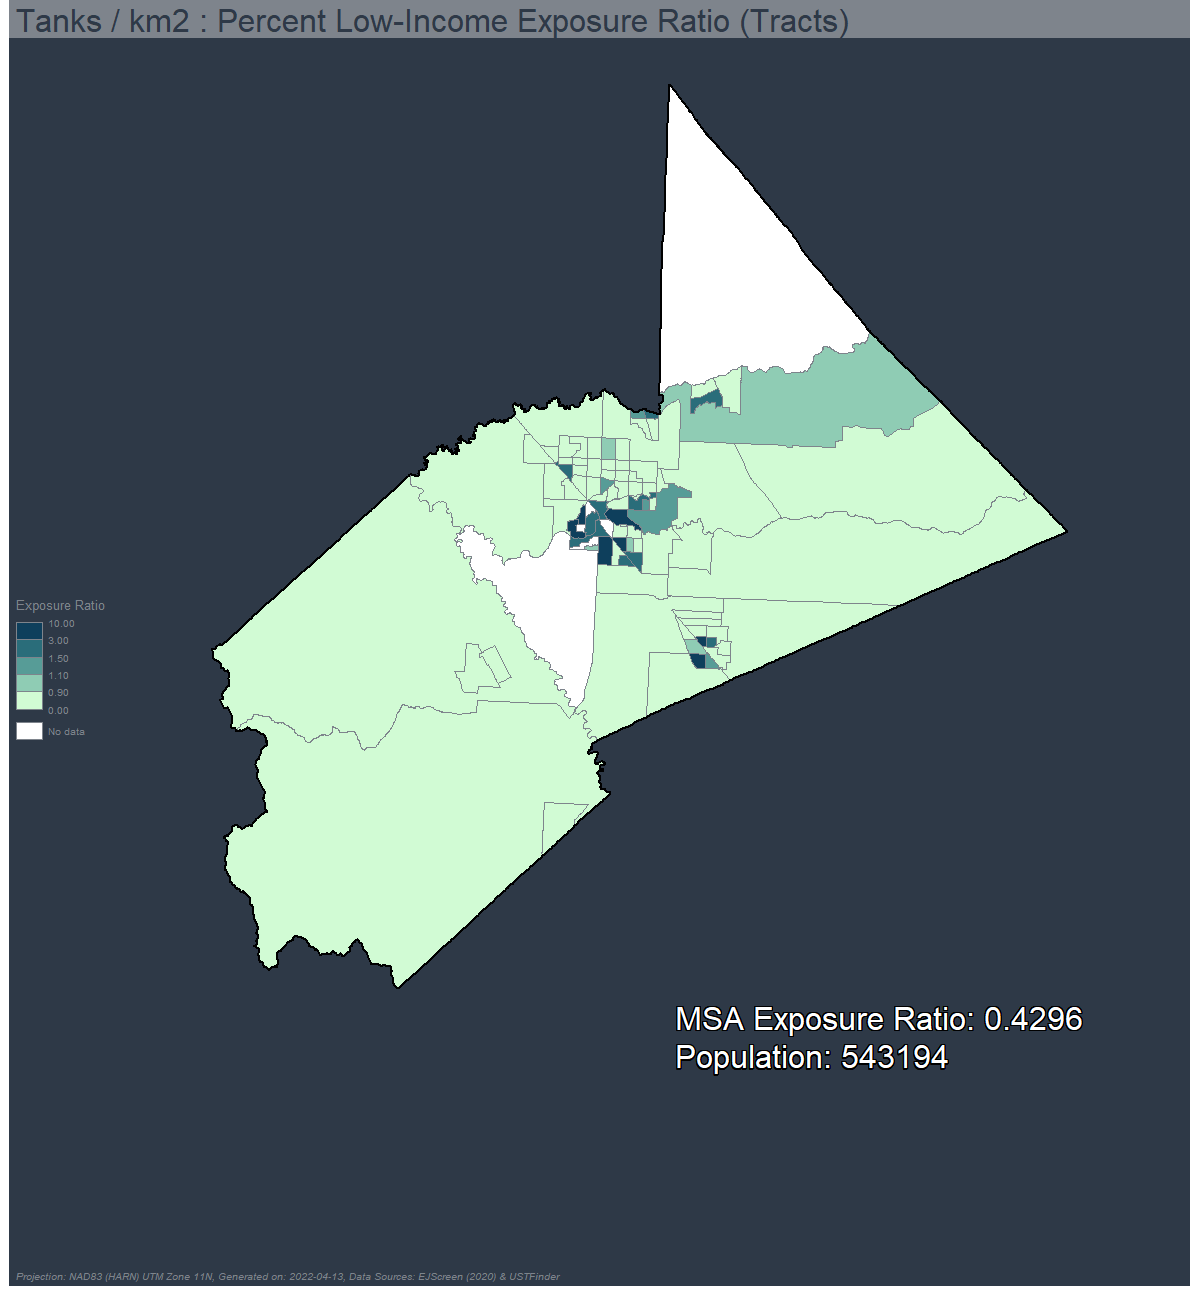 Tanks / km2 : Percent Low-Income Exposure Ratio (Tracts)
Exposure Ratio
10.00
3.00
1.50
1.10
0.90
0.00
No data
MSA Exposure Ratio: 0.4296
Population: 543194
Projection: NAD83 (HARN) UTM Zone 11N, Generated on: 2022-04-13, Data Sources: EJScreen (2020) & USTFinder